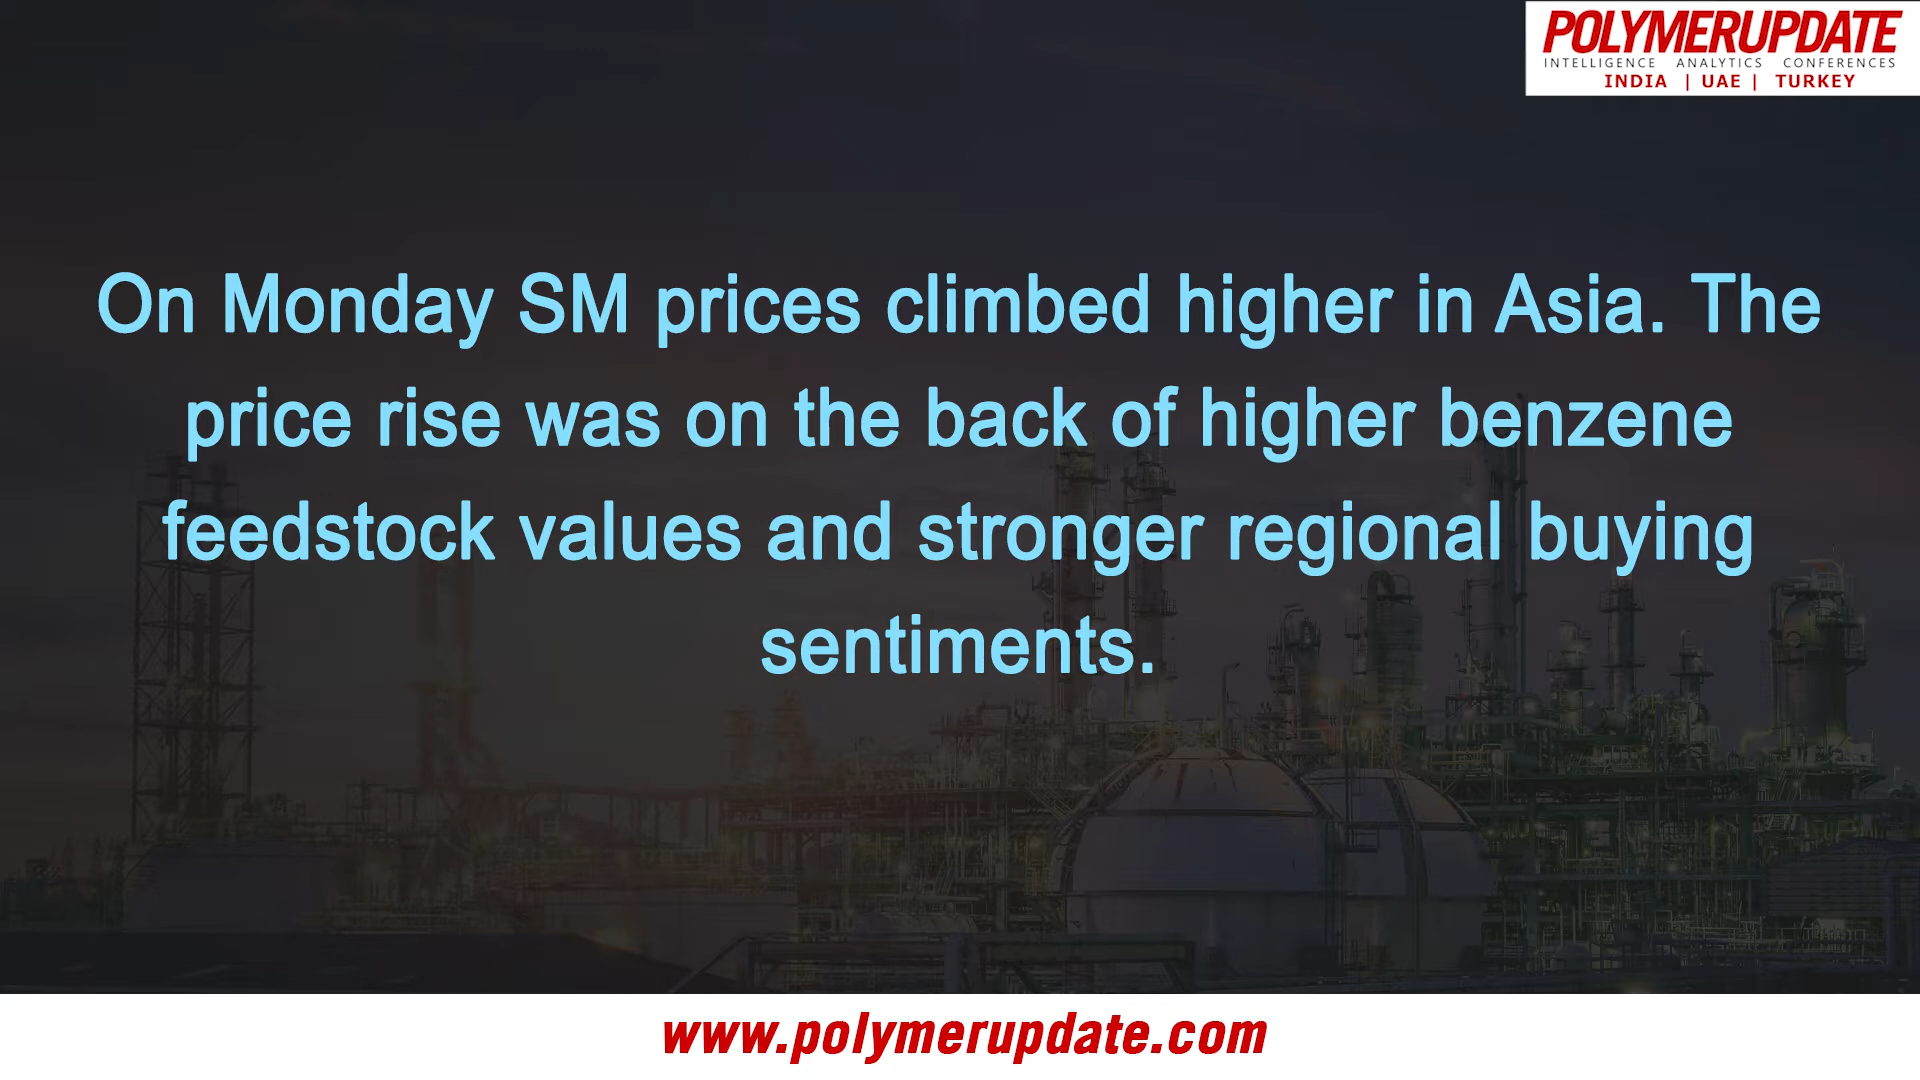 POLYMERUPDATE
INTELLIGENCE ANALYTICS CONFERENCES
INDIA | UAE | TURKEY
On Monday SM prices climbed higher in Asia. The
price rise was on the back of higher benzene
feedstock values and stronger regional buying
sentiments.
www.polymerupdate.com